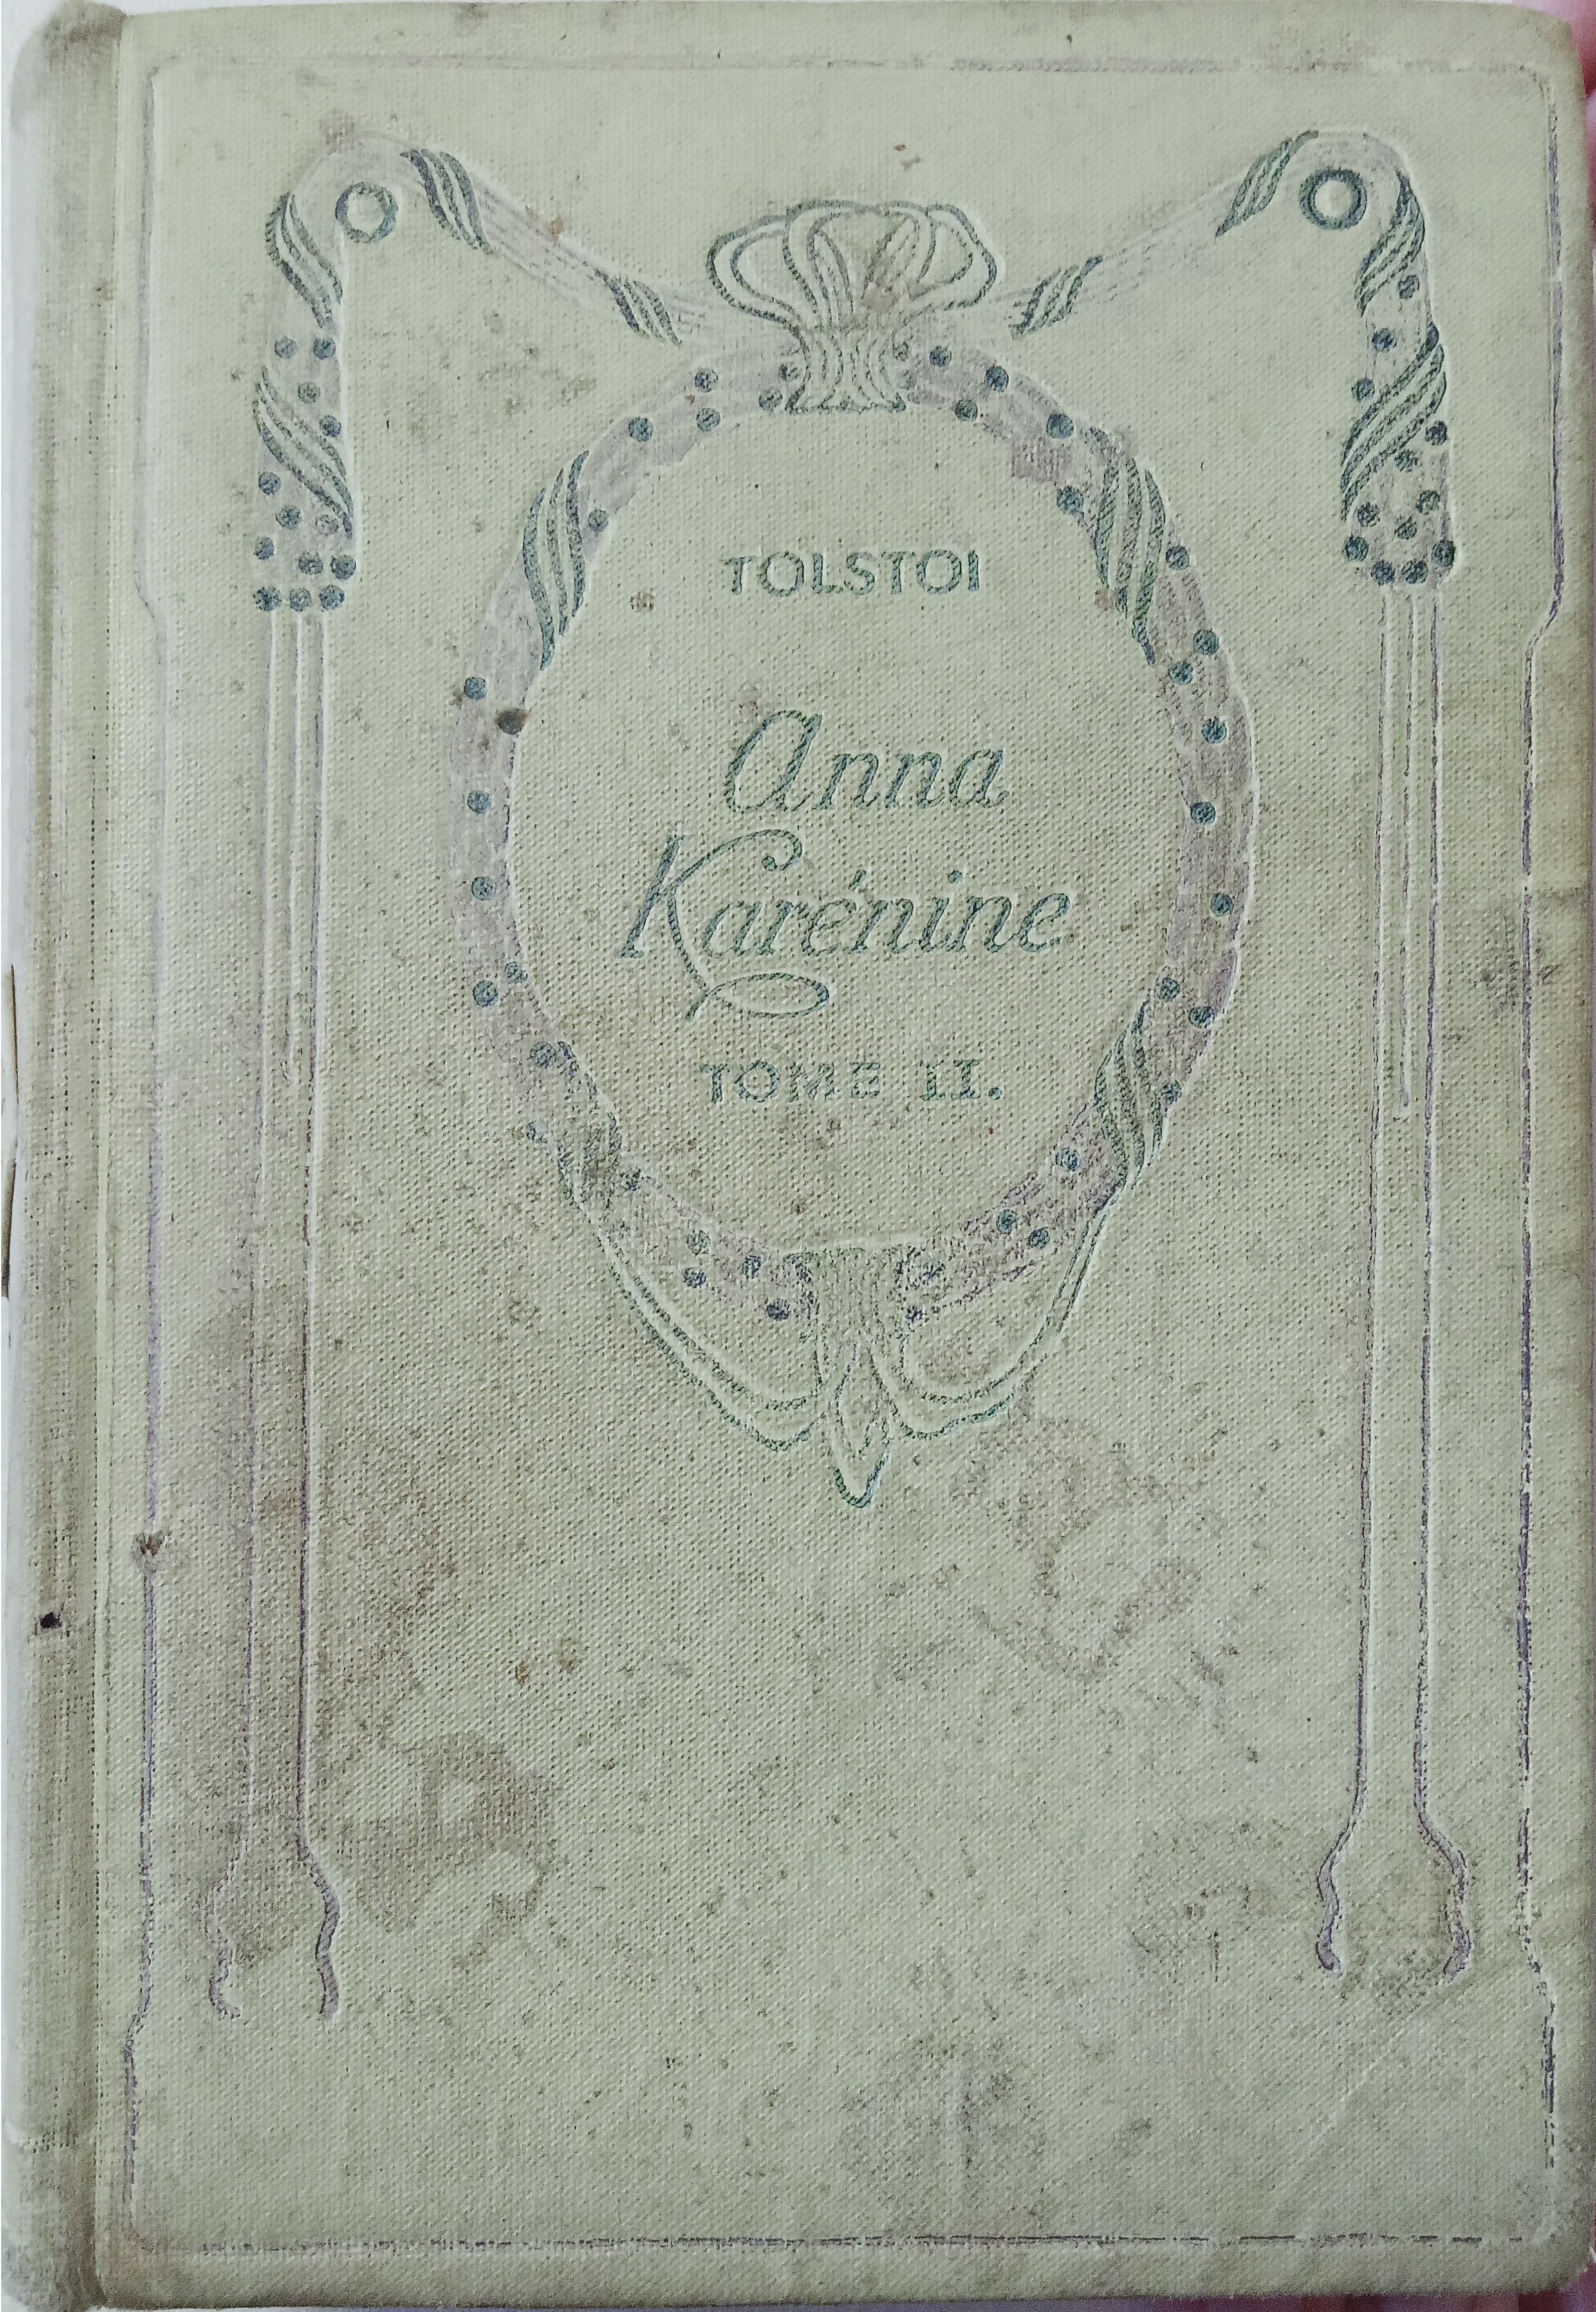 TOLSTOI
Anna
Karénine
TOME II.